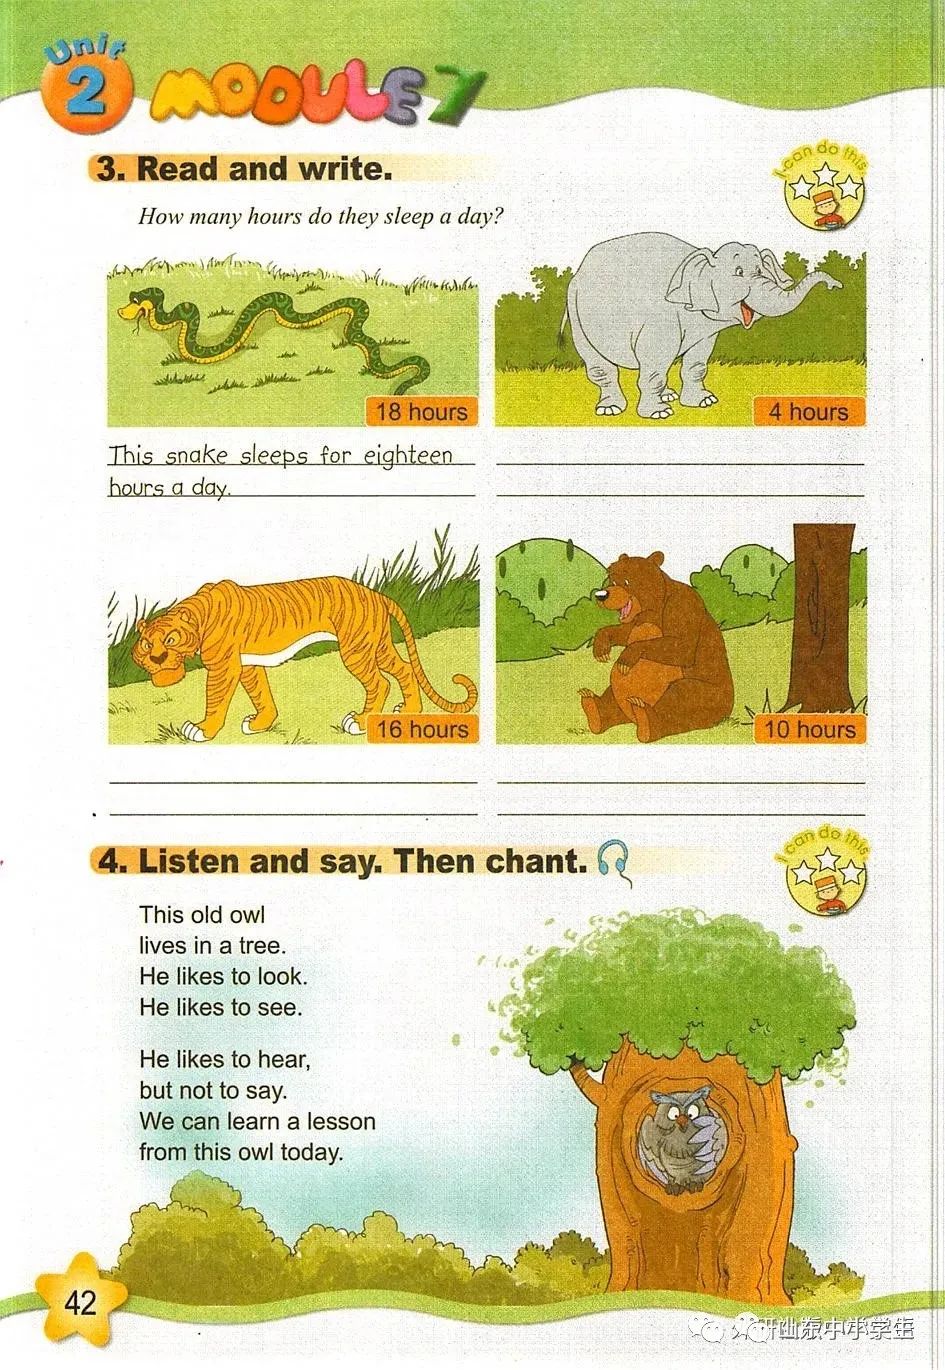 Unit
2 MODULE 7
3. Read and write.
I can do this.
How many hours do they sleep a day?
18 hours
4 hours
This snake sleeps for eighteen
hours a day.
16 hours
10 hours
4. Listen and say. Then chant.
I can do this.
This old owl
lives in a tree.
He likes to look.
He likes to see.
He likes to hear,
but not to say.
We can learn a lesson
from this owl today.
42
中小学生